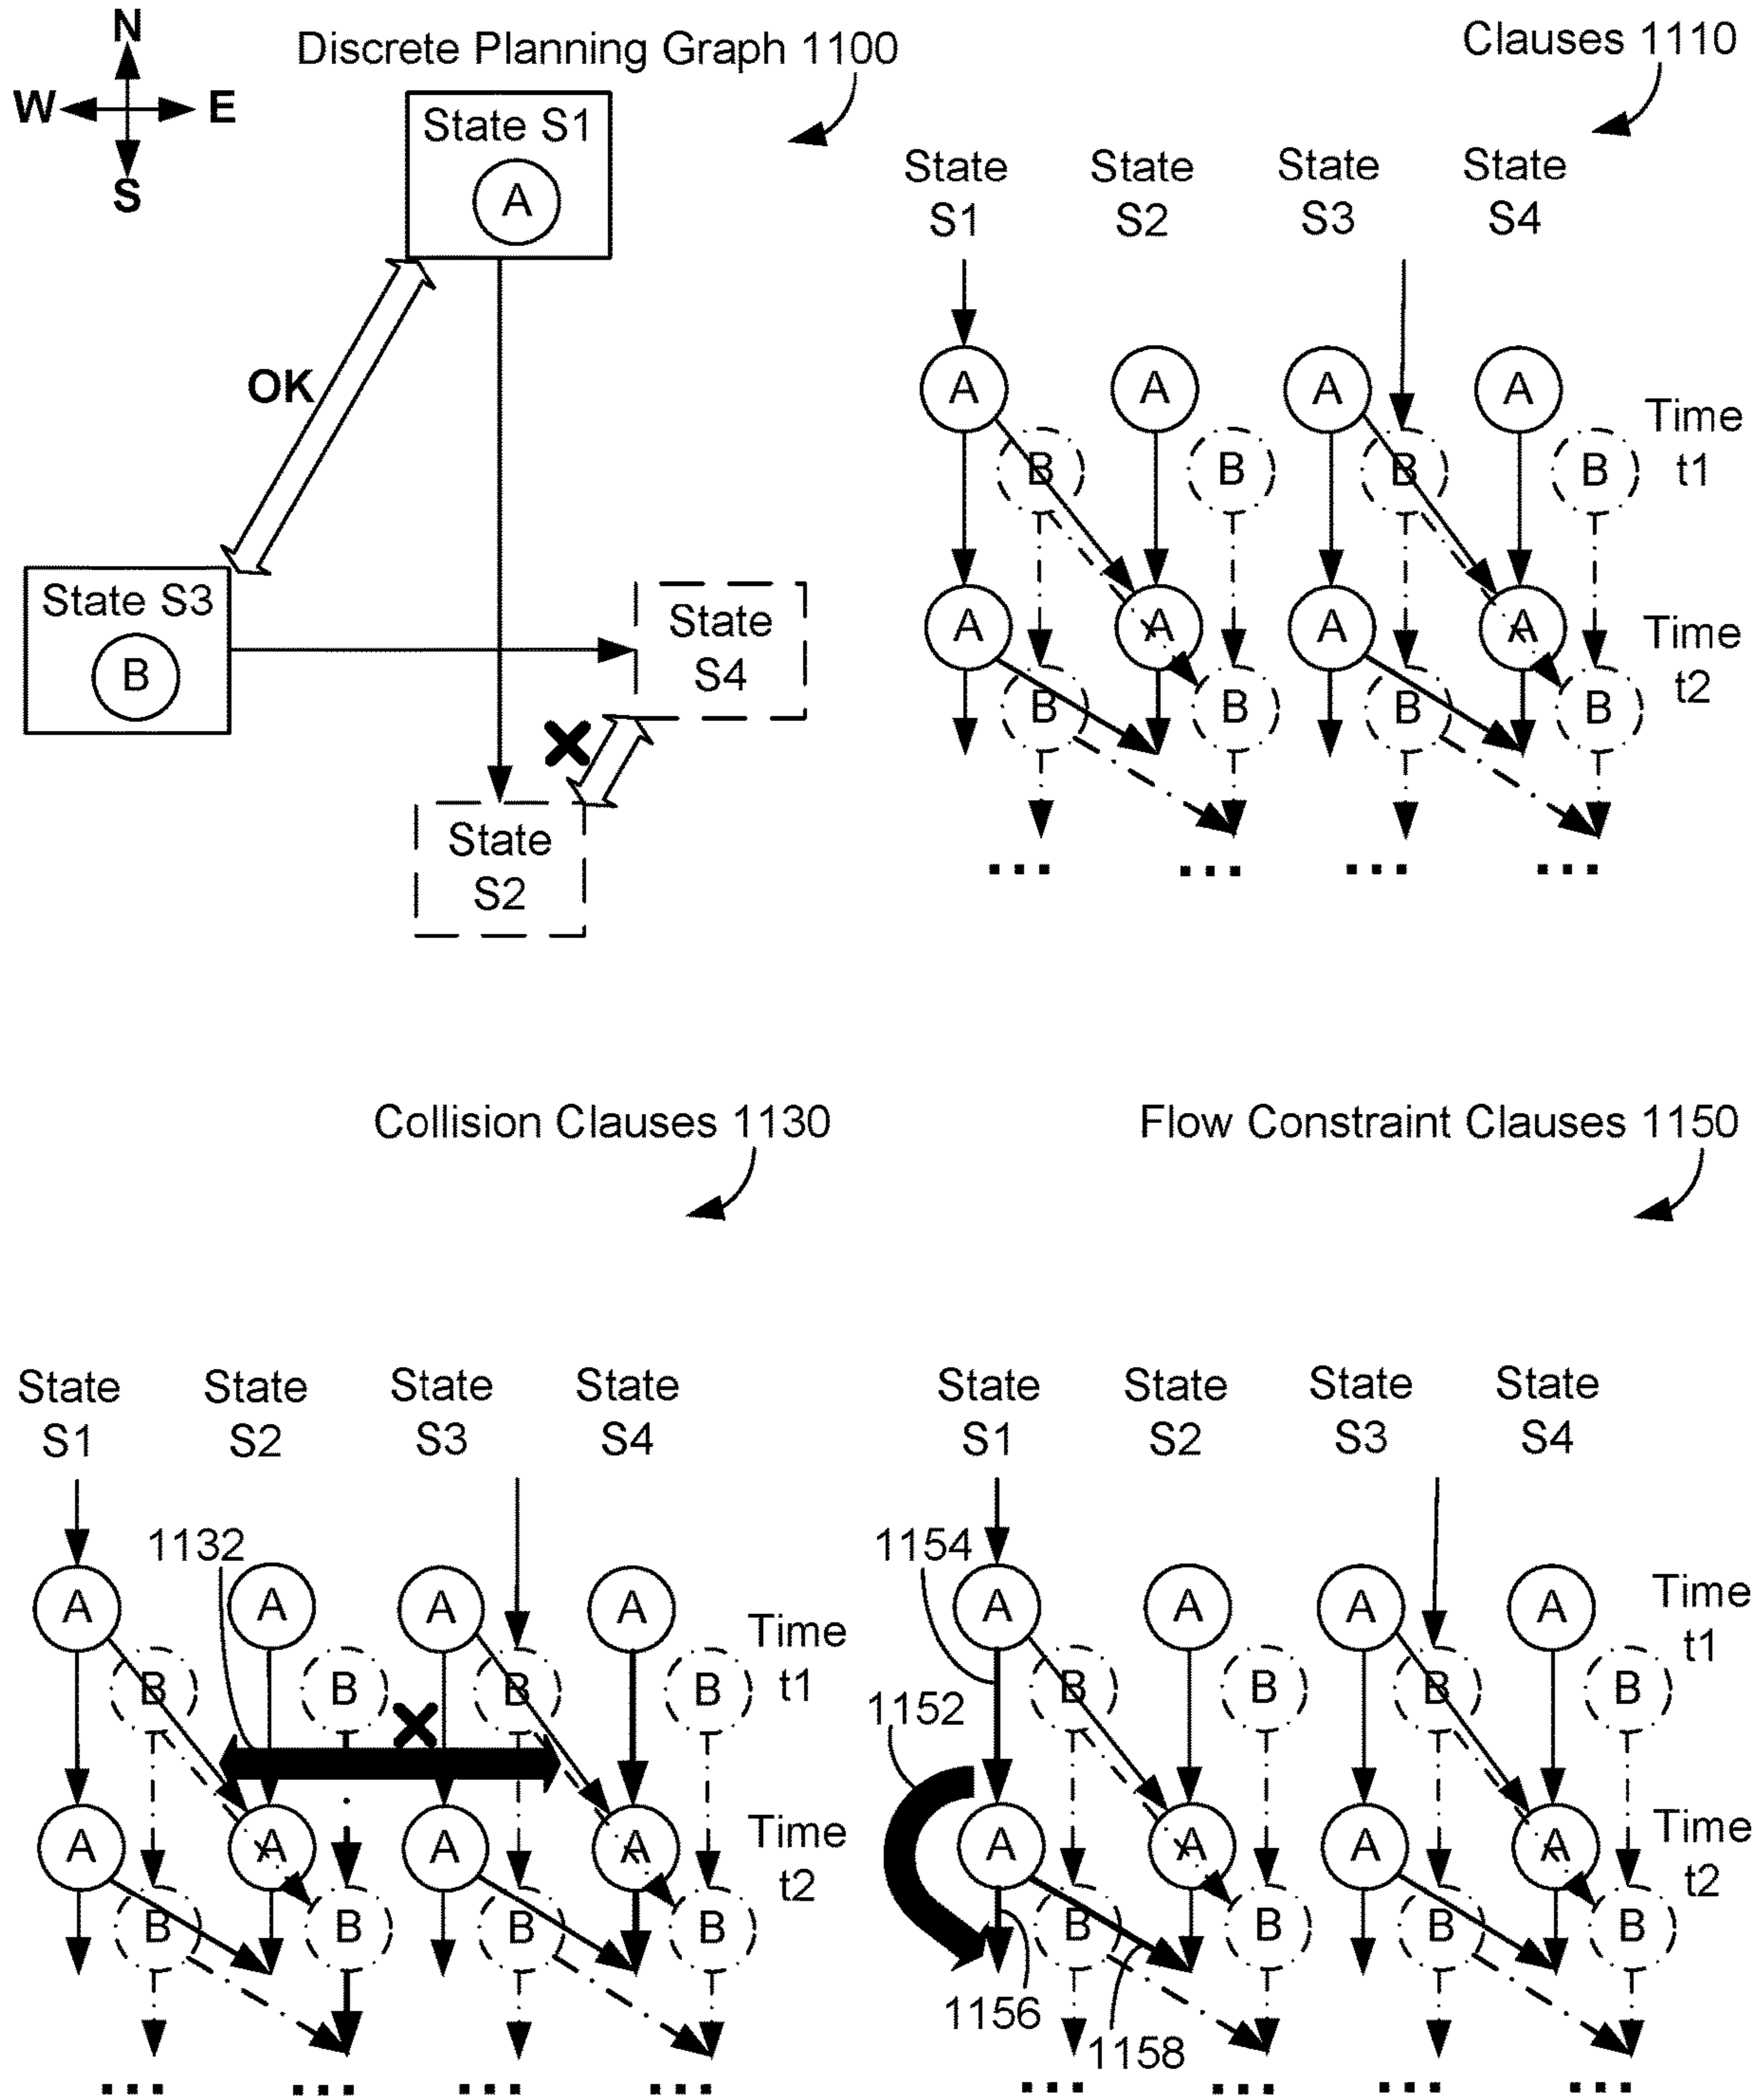 N
W E
S
Discrete Planning Graph 1100
State S1
A
OK
State S3
B
State
S4
State
S2
Clauses 1110
State State State State
S1 S2 S3 S4
A A A A
Time
B B B B
t1
A A A A
Time
B B B B
t2
... ... ... ...
Collision Clauses 1130
State State State State
S1 S2 S3 S4
1132
A A A A
Time
B B B B
t1
A A A A
Time
t2
B B B B
... ... ... ...
Flow Constraint Clauses 1150
State State State State
S1 S2 S3 S4
1154
A A A A
Time
B B B B
t1
1152
A A A A
Time
t2
B B B B
1156
1158
... ... ... ...